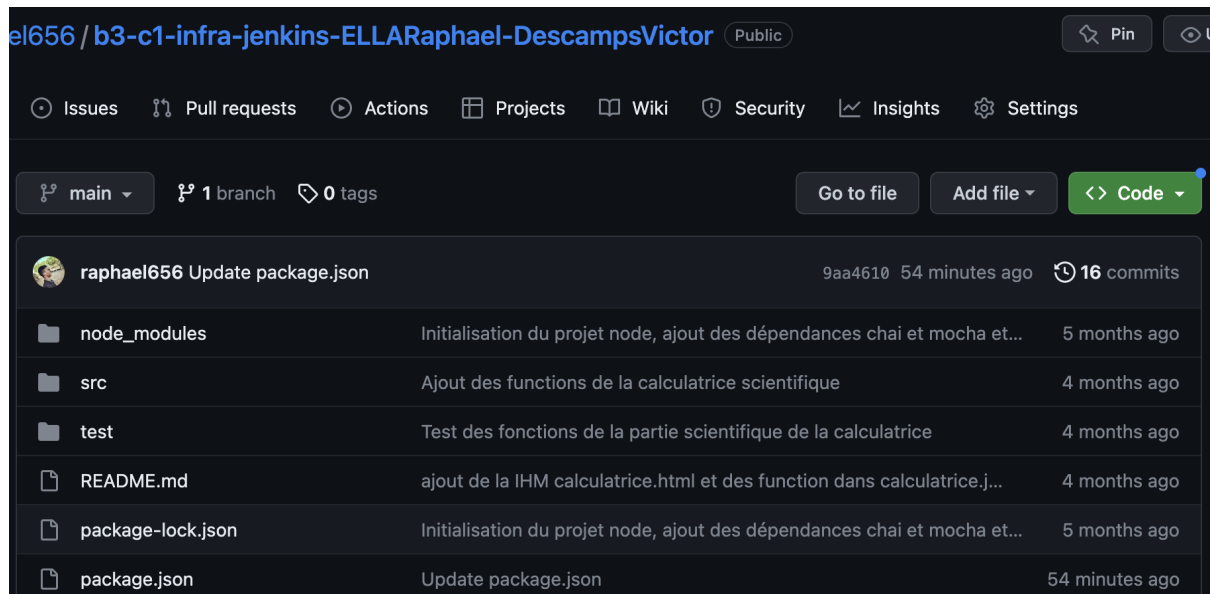 el656 / b3-c1-infra-jenkins-ELLARaphael-DescampsVictor Public Pin
Issues Pull requests Actions Projects Wiki Security Insights Settings
main 1 branch 0 tags Go to file Add file Code
raphael656 Update package.json 9aa4610 54 minutes ago 16 commits
node_modules Initialisation du projet node, ajout des dépendances chai et mocha et... 5 months ago
src Ajout des functions de la calculatrice scientifique 4 months ago
test Test des fonctions de la partie scientifique de la calculatrice 4 months ago
README.md ajout de la IHM calculatrice.html et des function dans calculatrice.j... 4 months ago
package-lock.json Initialisation du projet node, ajout des dépendances chai et mocha et... 5 months ago
package.json Update package.json 54 minutes ago